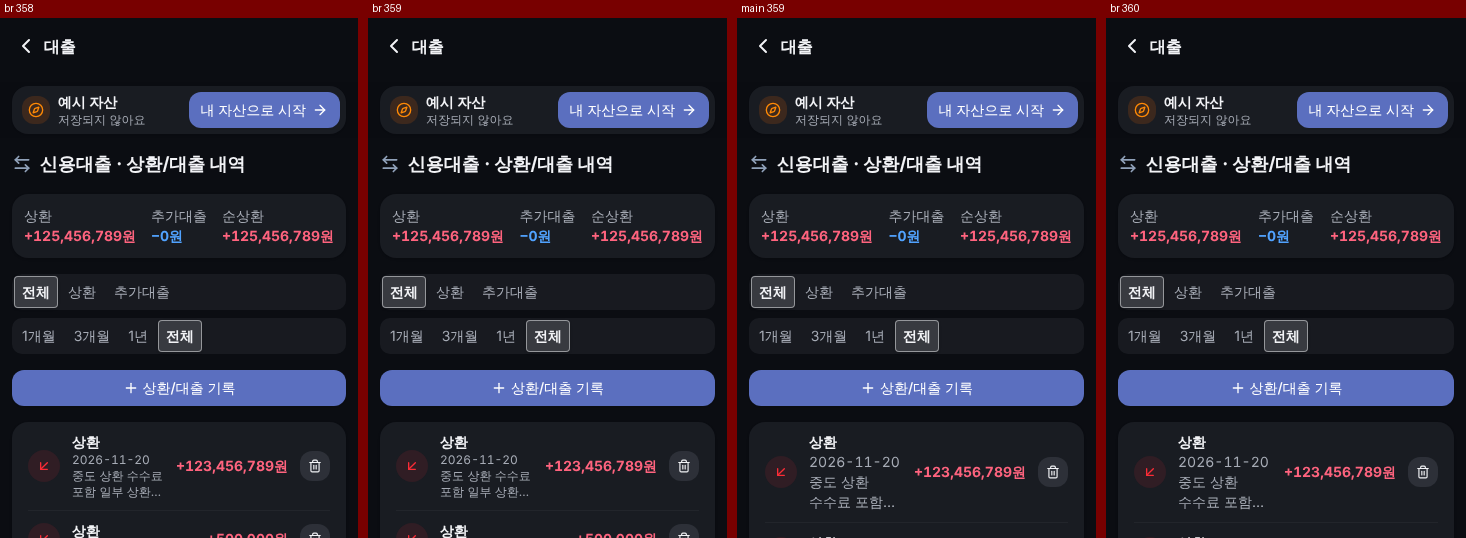 br 358
대출
예시 자산
저장되지 않아요
내 자산으로 시작
신용대출 · 상환/대출 내역
상환 추가대출 순상환
+125,456,789원 −0원 +125,456,789원
전체 상환 추가대출
1개월 3개월 1년 전체
+ 상환/대출 기록
상환
2026-11-20
중도 상환 수수료
포함 일부 상환...
+123,456,789원
상환
+500,000원
br 359
대출
예시 자산
저장되지 않아요
내 자산으로 시작
신용대출 · 상환/대출 내역
상환 추가대출 순상환
+125,456,789원 −0원 +125,456,789원
전체 상환 추가대출
1개월 3개월 1년 전체
+ 상환/대출 기록
상환
2026-11-20
중도 상환 수수료
포함 일부 상환...
+123,456,789원
상환
+500,000원
main 359
대출
예시 자산
저장되지 않아요
내 자산으로 시작
신용대출 · 상환/대출 내역
상환 추가대출 순상환
+125,456,789원 −0원 +125,456,789원
전체 상환 추가대출
1개월 3개월 1년 전체
+ 상환/대출 기록
상환
2026-11-20
중도 상환
수수료 포함...
+123,456,789원
br 360
대출
예시 자산
저장되지 않아요
내 자산으로 시작
신용대출 · 상환/대출 내역
상환 추가대출 순상환
+125,456,789원 −0원 +125,456,789원
전체 상환 추가대출
1개월 3개월 1년 전체
+ 상환/대출 기록
상환
2026-11-20
중도 상환
수수료 포함...
+123,456,789원